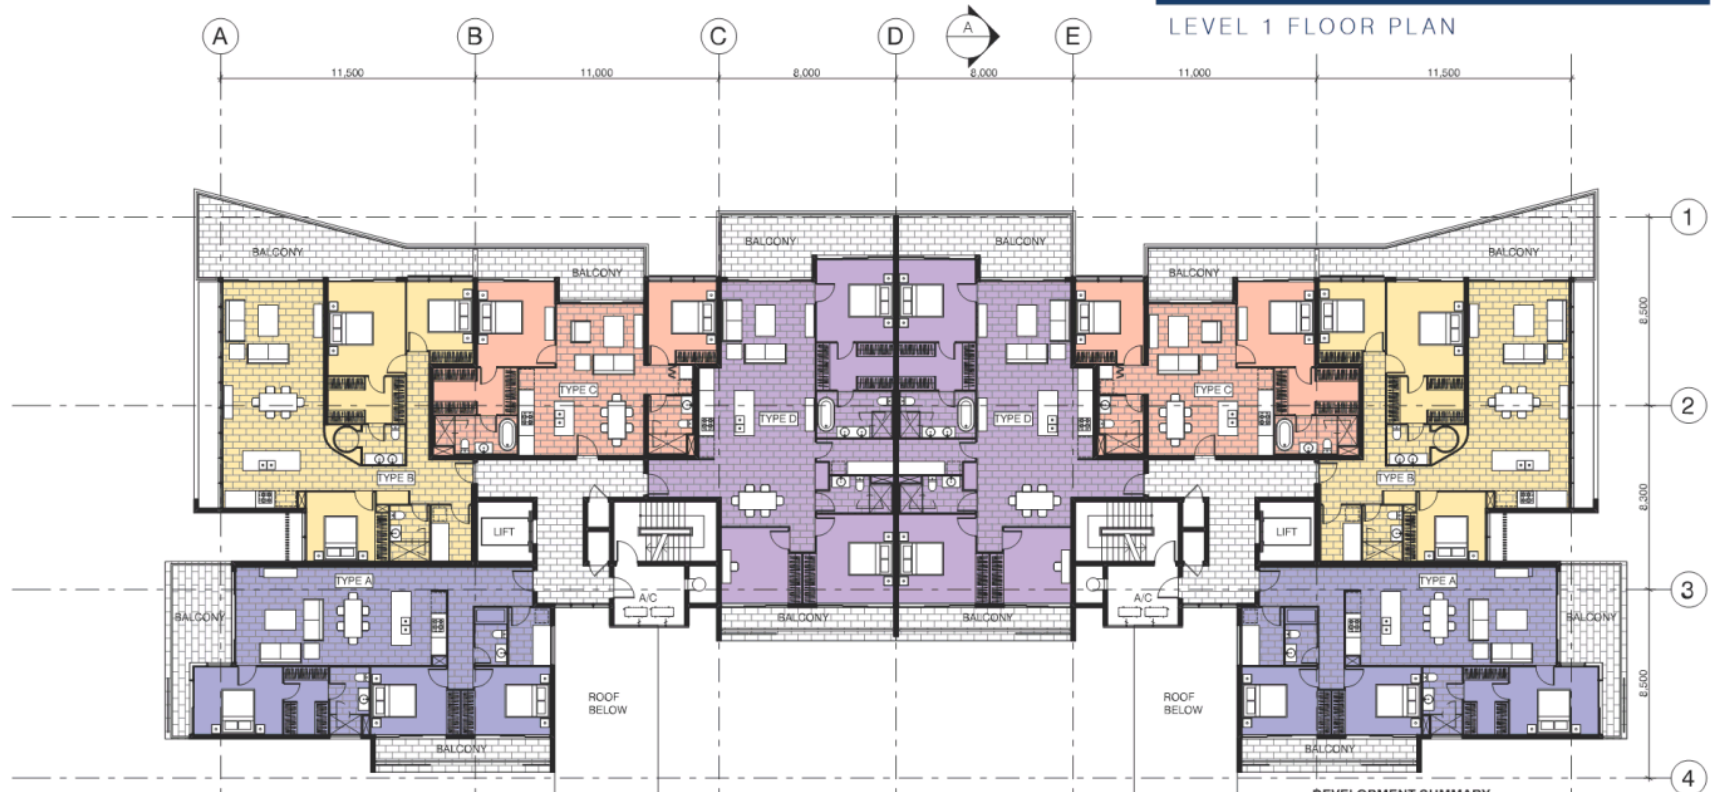 LEVEL 1 FLOOR PLAN
A B C D A E
11,500 11,000 8,000 8,000 11,000 11,500
1
BALCONY BALCONY BALCONY BALCONY BALCONY BALCONY
8,500
TYPE C TYPE C
2
TYPE D TYPE D
TYPE B TYPE B
8,300
LIFT LIFT
TYPE A TYPE A
3
A/C A/C
BALCONY BALCONY BALCONY BALCONY
8,500
ROOF BELOW ROOF BELOW
BALCONY BALCONY
4